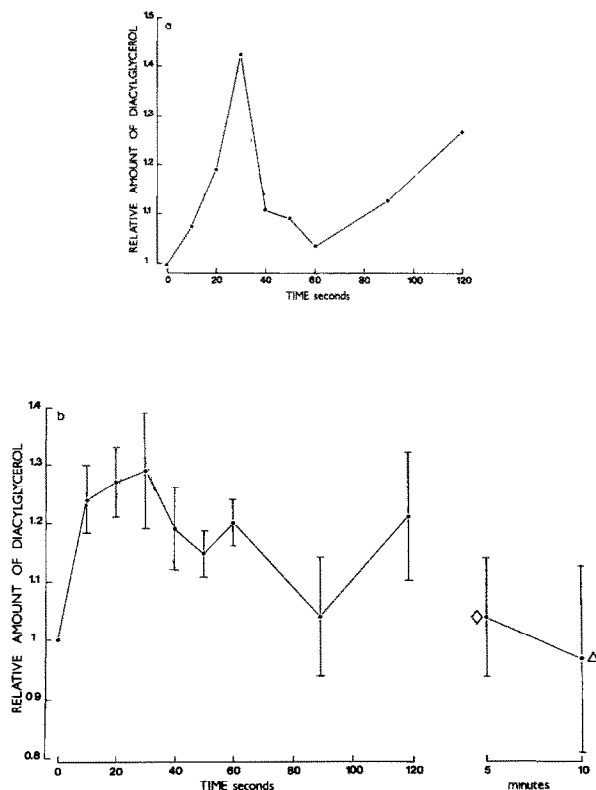 a
RELATIVE AMOUNT OF DIACYLGLYCEROL
1.5
1.4
1.3
1.2
1.1
1
0 20 40 60 80 100 120
TIME seconds
b
RELATIVE AMOUNT OF DIACYLGLYCEROL
1.4
1.3
1.2
1.1
1
0.9
0.8
0 20 40 60 80 100 120 5 10
TIME seconds minutes